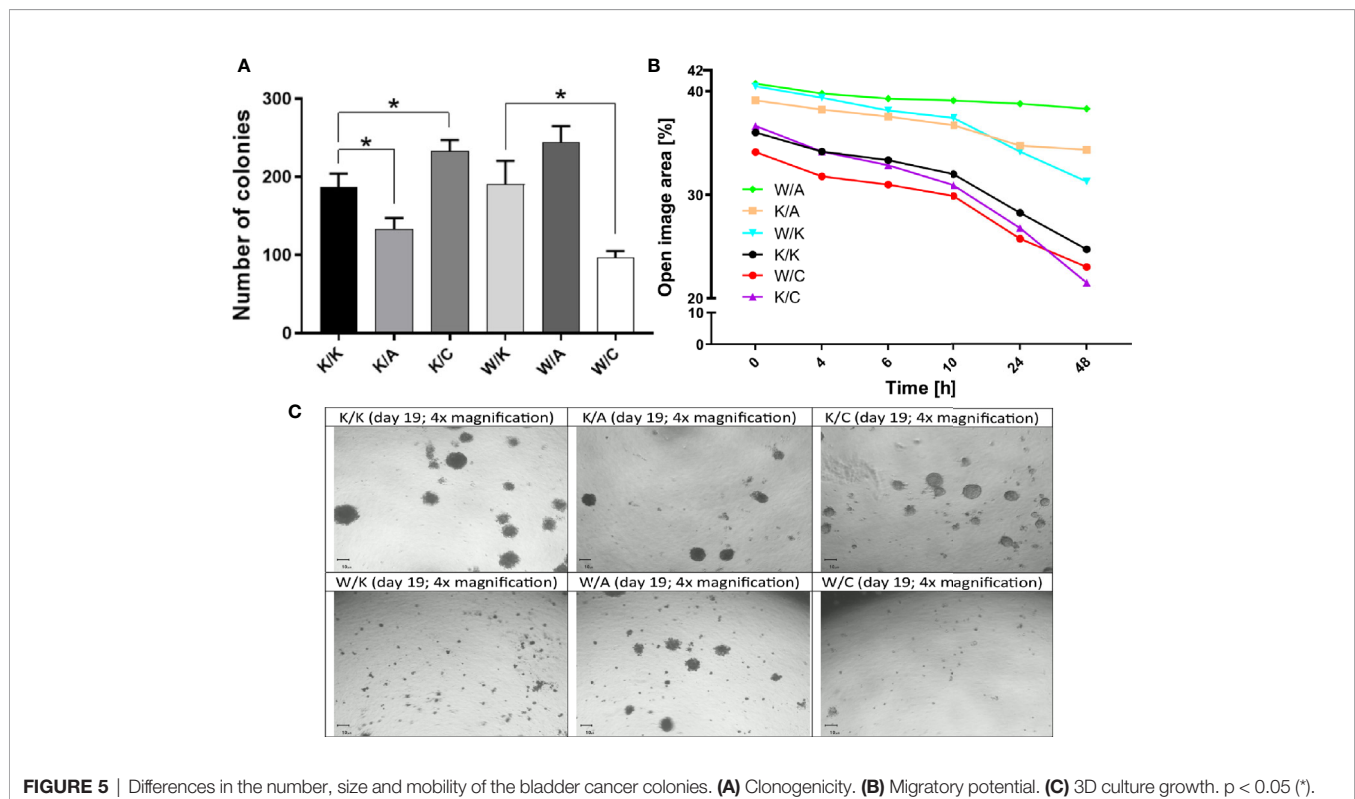 A
Number of colonies
300
200
100
0
*
*
*
K/K
K/A
K/C
W/K
W/A
W/C
B
Open image area [%]
42
40
30
20
10
0
W/A
K/A
W/K
K/K
W/C
K/C
0
4
6
10
24
48
Time [h]
C
K/K (day 19; 4x magnification)
K/A (day 19; 4x magnification)
K/C (day 19; 4x magnification)
W/K (day 19; 4x magnification)
W/A (day 19; 4x magnification)
W/C (day 19; 4x magnification)
FIGURE 5 | Differences in the number, size and mobility of the bladder cancer colonies. (A) Clonogenicity. (B) Migratory potential. (C) 3D culture growth. p < 0.05 (*).